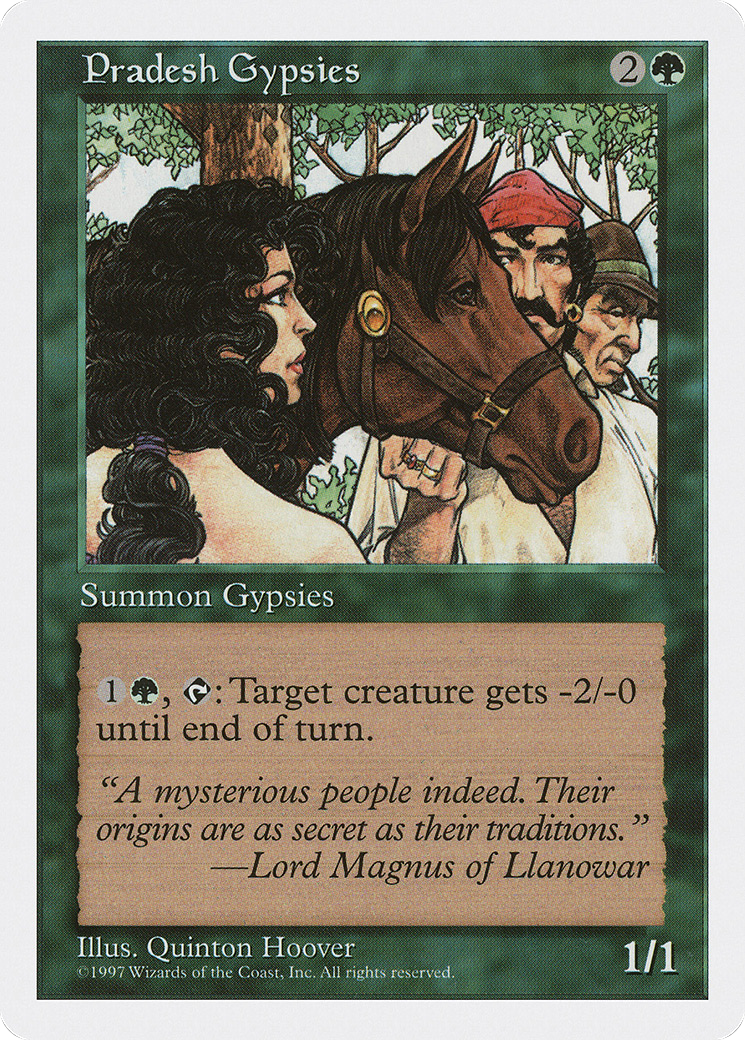 Pradesh Gypsies 2
Summon Gypsies
1 , : Target creature gets -2/-0
until end of turn.
“A mysterious people indeed. Their
origins are as secret as their traditions.”
—Lord Magnus of Llanowar
Illus. Quinton Hoover
©1997 Wizards of the Coast, Inc. All rights reserved.
1/1